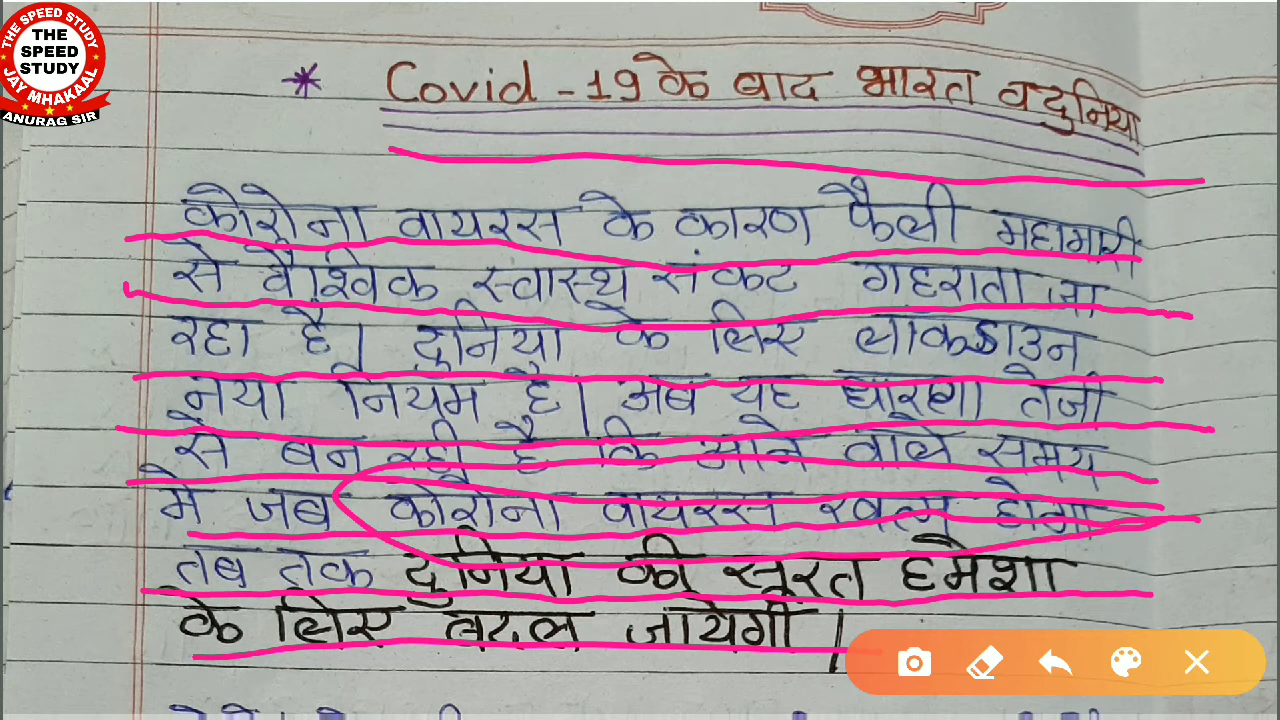 THE SPEED STUDY
THE
SPEED
STUDY
JAY MHAKAAL
ANURAG SIR
* Covid-19 के बाद भारत व दुनिया
कोरोना वायरस के कारण फैली महामारी
से वैश्विक स्वास्थ्य संकट गहराता जा
रहा है। दुनिया के लिए लाकडाउन
नया नियम है। अब यह धारणा तेजी
से बन रही है कि आने वाले समय
मे जब कोरोना वायरस खत्म होगा
तब तक दुनिया की सूरत हमेशा
के लिए बदल जायेगी।